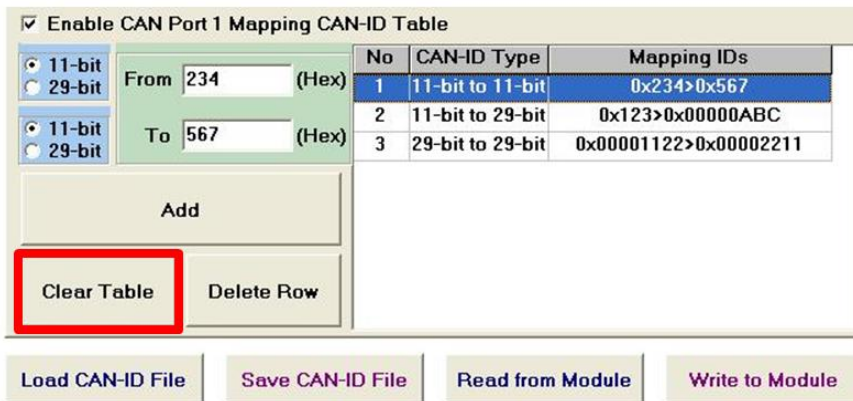 Enable CAN Port 1 Mapping CAN-ID Table
11-bit
29-bit
From 234 (Hex)
11-bit
29-bit
To 567 (Hex)
Add
Clear Table Delete Row
No CAN-ID Type Mapping IDs
1 11-bit to 11-bit 0x234>0x567
2 11-bit to 29-bit 0x123>0x00000ABC
3 29-bit to 29-bit 0x00001122>0x00002211
Load CAN-ID File Save CAN-ID File Read from Module Write to Module